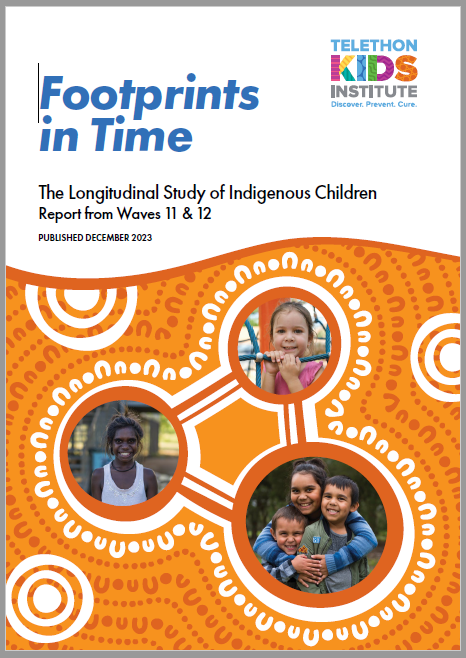 TELETHON
KIDS
INSTITUTE
Discover. Prevent. Cure.
Footprints
in Time
The Longitudinal Study of Indigenous Children
Report from Waves 11 & 12
PUBLISHED DECEMBER 2023